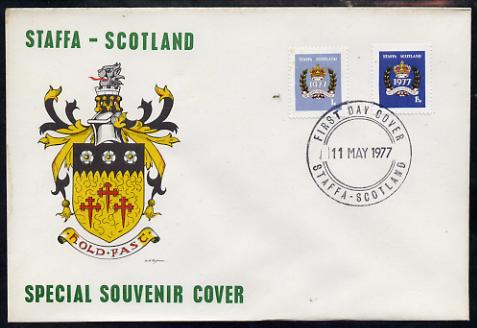 STAFFA - SCOTLAND
STAFFA SCOTLAND
1977
STAFFA SCOTLAND
1977
FIRST DAY COVER
11 MAY 1977
STAFFA - SCOTLAND
HOLD · FAST
SPECIAL SOUVENIR COVER